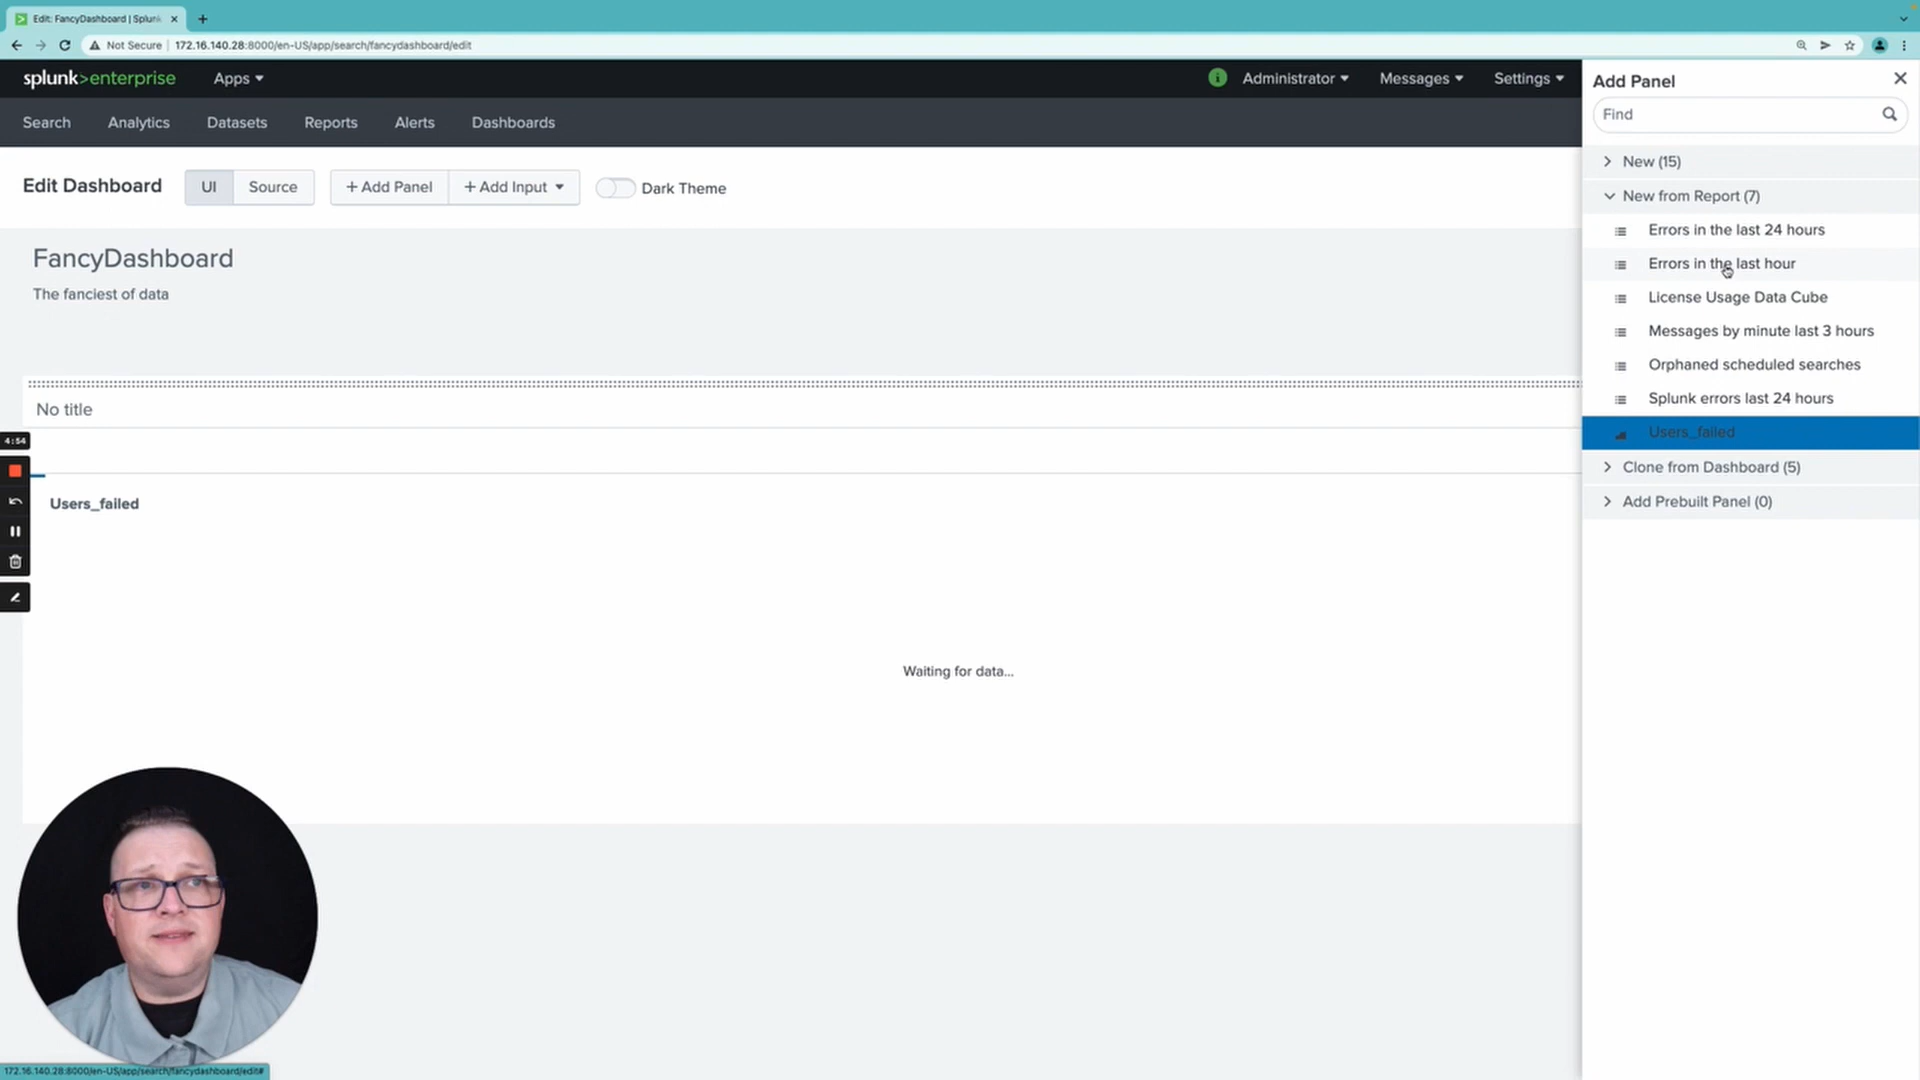 Edit: FancyDashboard | Splunk
Not Secure 172.16.140.28:8000/en-US/app/search/fancydashboard/edit
splunk>enterprise Apps Administrator Messages Settings
Search Analytics Datasets Reports Alerts Dashboards
Edit Dashboard UI Source + Add Panel + Add Input Dark Theme
FancyDashboard
The fanciest of data
No title
4:54
Users_failed
Waiting for data...
Add Panel
Find
New (15)
New from Report (7)
Errors in the last 24 hours
Errors in the last hour
License Usage Data Cube
Messages by minute last 3 hours
Orphaned scheduled searches
Splunk errors last 24 hours
Users_failed
Clone from Dashboard (5)
Add Prebuilt Panel (0)
172.16.140.28:8000/en-US/app/search/fancydashboard/edit#